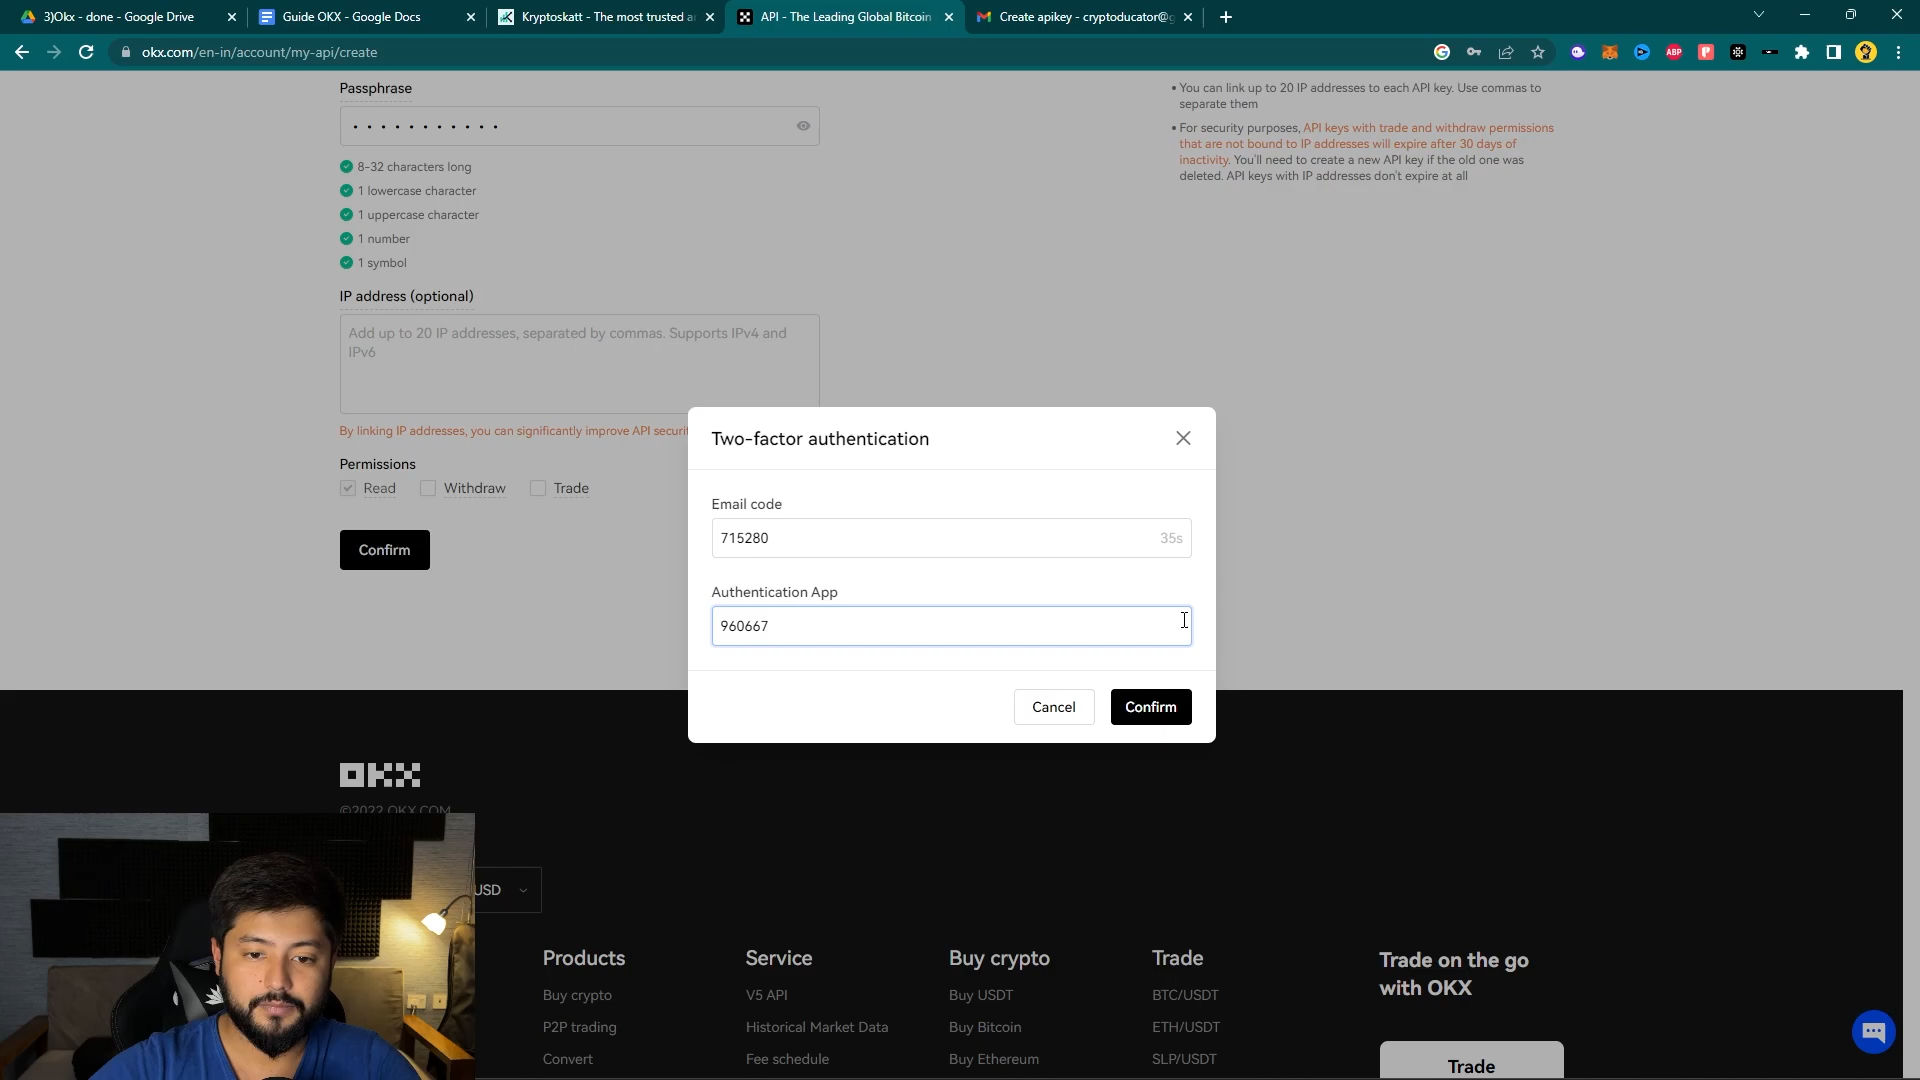 3)Okx - done - Google Drive
Guide OKX - Google Docs
Kryptoskatt - The most trusted a
API - The Leading Global Bitcoin
Create apikey - cryptoducator@g
okx.com/en-in/account/my-api/create
ABP
Passphrase
8-32 characters long
1 lowercase character
1 uppercase character
1 number
1 symbol
IP address (optional)
Add up to 20 IP addresses, separated by commas. Supports IPv4 and
IPv6
By linking IP addresses, you can significantly improve API securit
Permissions
Read
Withdraw
Trade
Confirm
• You can link up to 20 IP addresses to each API key. Use commas to
separate them
• For security purposes, API keys with trade and withdraw permissions
that are not bound to IP addresses will expire after 30 days of
inactivity. You'll need to create a new API key if the old one was
deleted. API keys with IP addresses don't expire at all
Two-factor authentication
Email code
715280
35s
Authentication App
960667
Cancel
Confirm
OKX
©2022 OKX.COM
USD
Products
Buy crypto
P2P trading
Convert
Service
V5 API
Historical Market Data
Fee schedule
Buy crypto
Buy USDT
Buy Bitcoin
Buy Ethereum
Trade
BTC/USDT
ETH/USDT
SLP/USDT
Trade on the go
with OKX
Trade